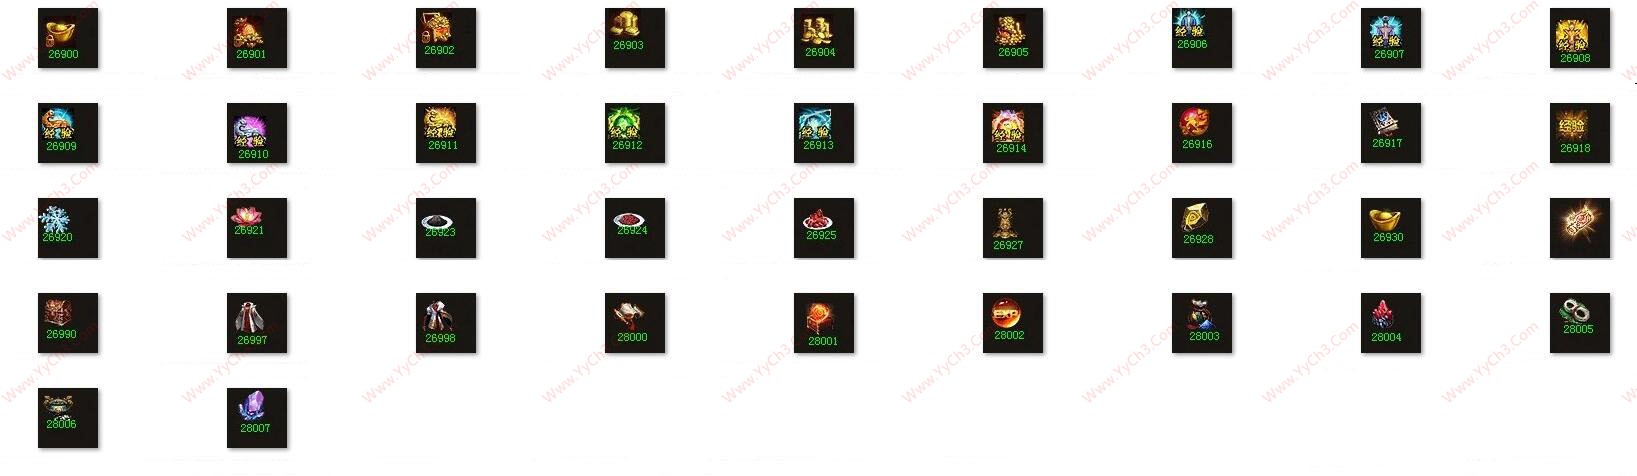 26900 26901 26902 26903 26904 26905 经验 26906 经验 26907 经验 26908
经验 26909 经验 26910 经验 26911 经验 26912 经验 26913 经验 26914 26916 26917 经验 26918
26920 26921 26923 26924 26925 26927 26928 26930
26990 26997 26998 28000 28001 EXP 28002 28003 28004 28005
28006 28007
Www.YyCh3.Com